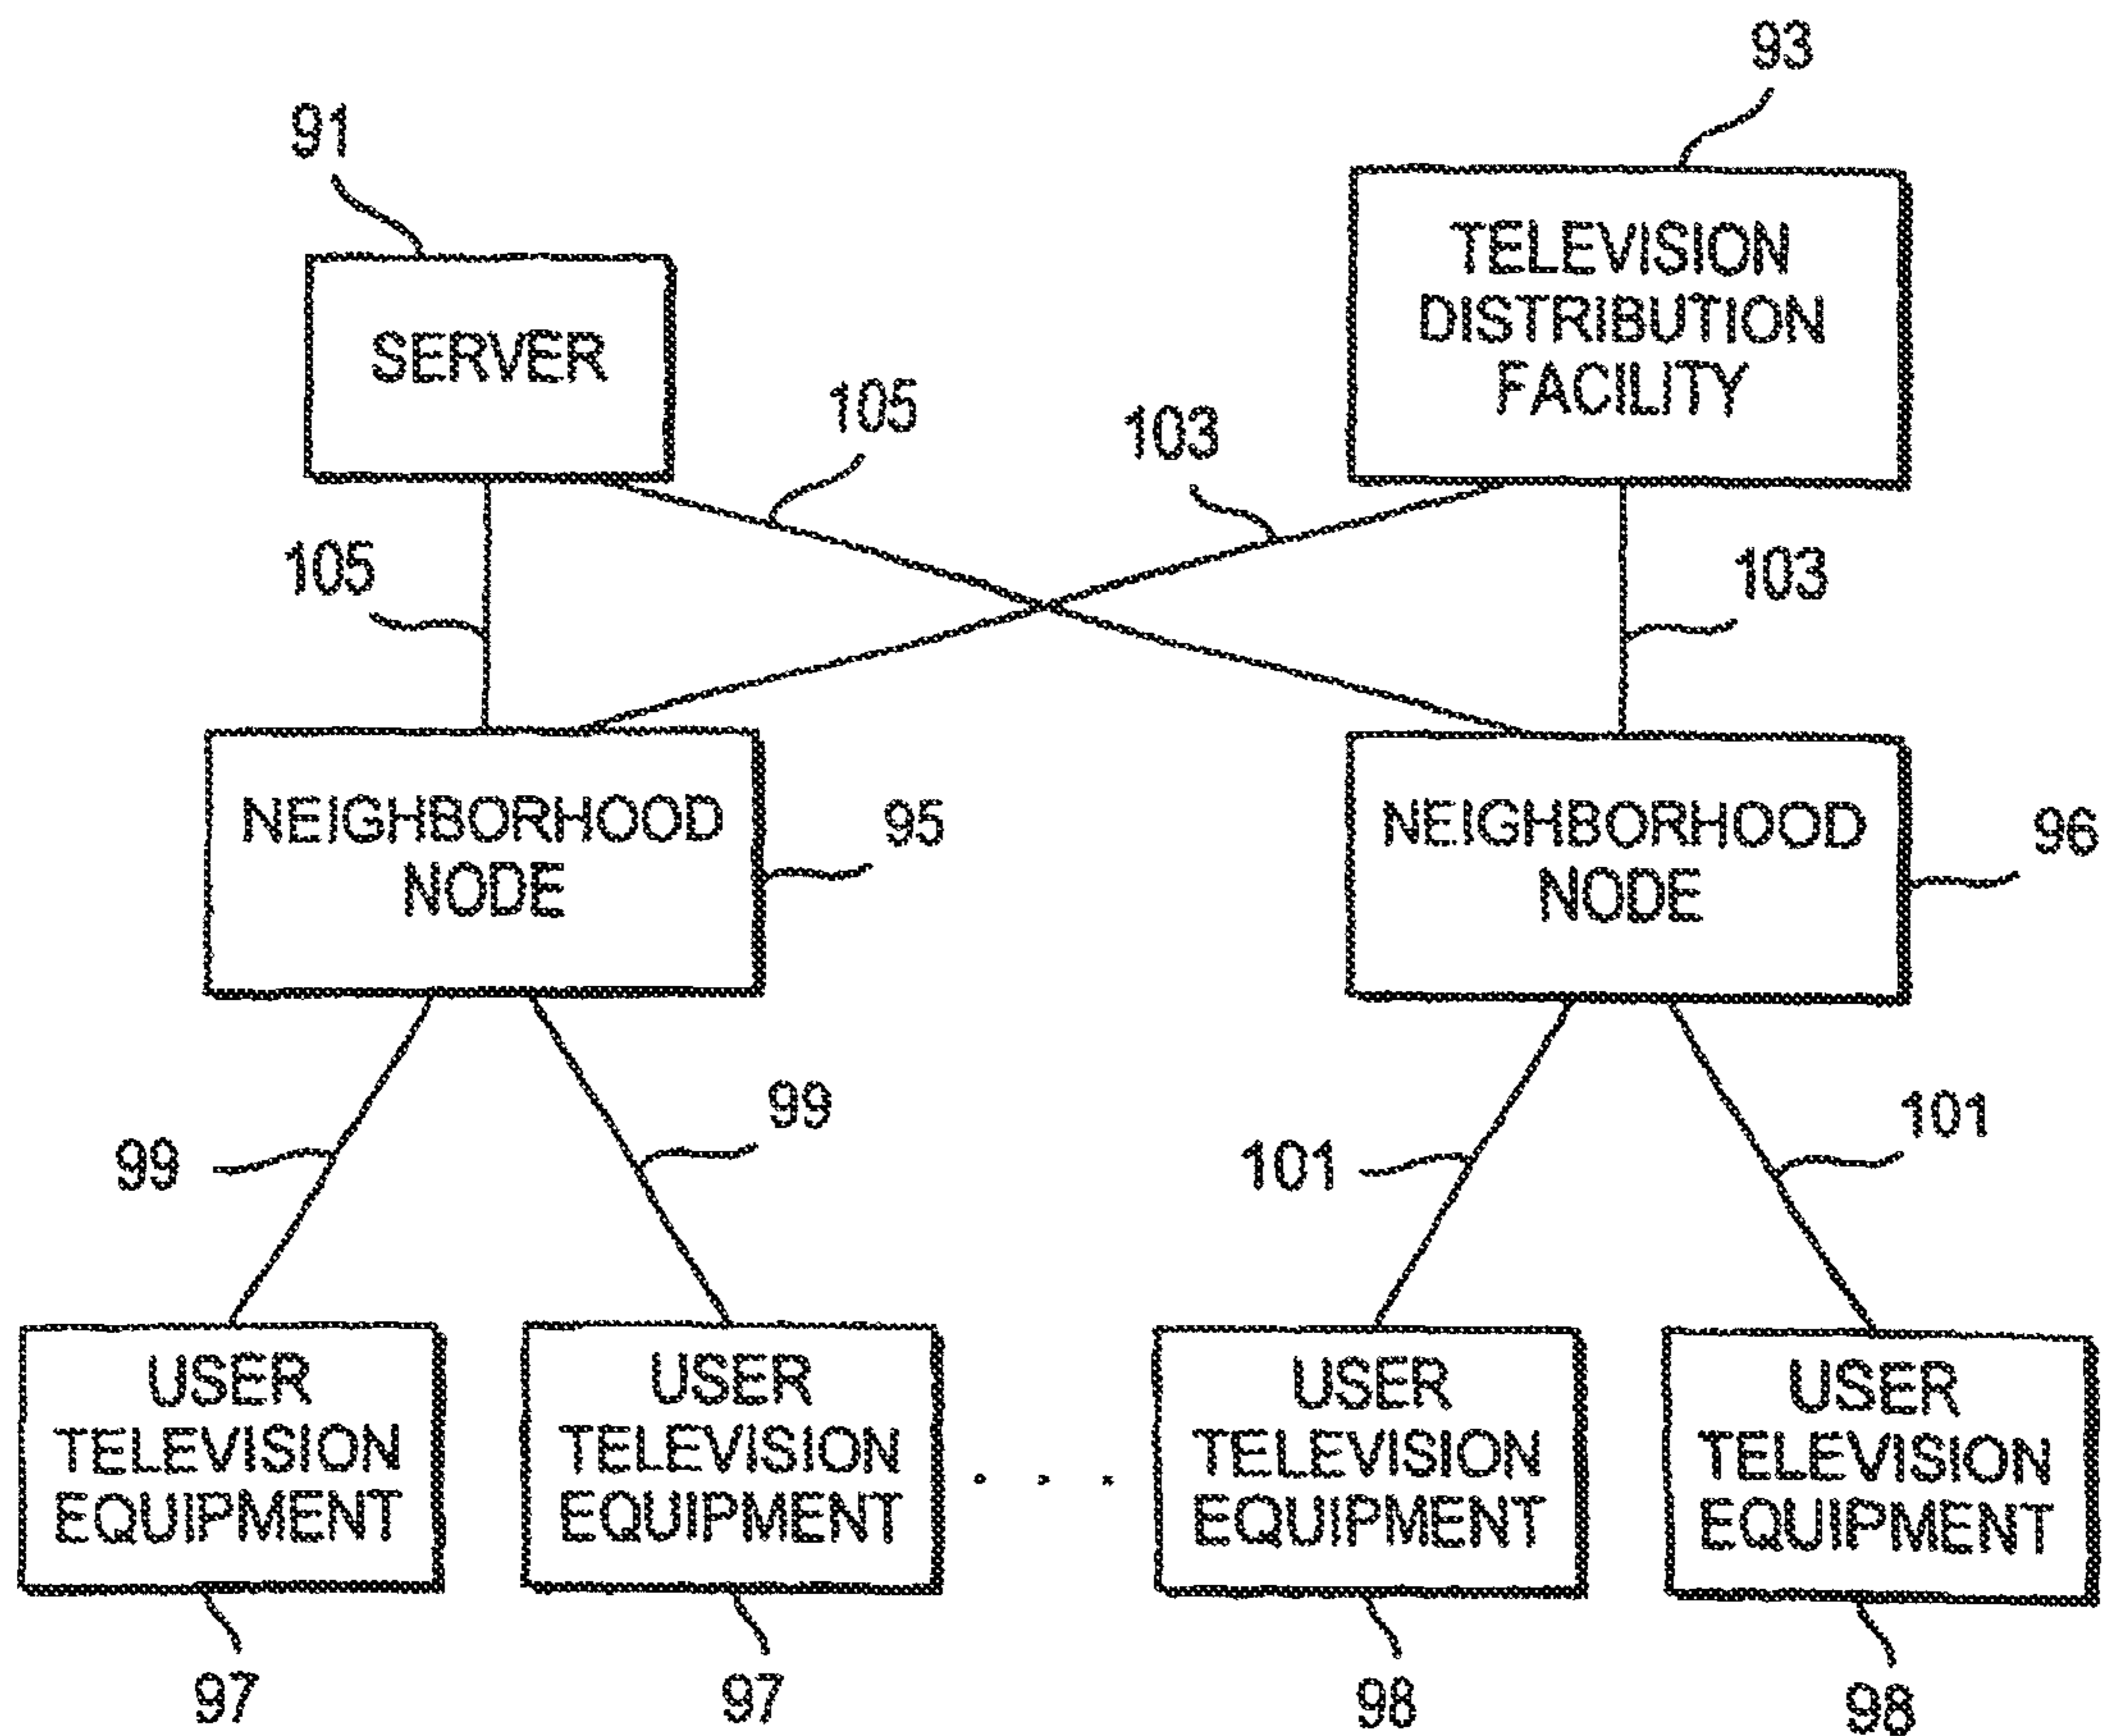 93
91
TELEVISION
DISTRIBUTION
FACILITY
SERVER
105
103
105
103
NEIGHBORHOOD
NODE
95
NEIGHBORHOOD
NODE
96
99
99
101
101
USER
TELEVISION
EQUIPMENT
USER
TELEVISION
EQUIPMENT
. . .
USER
TELEVISION
EQUIPMENT
USER
TELEVISION
EQUIPMENT
97
97
98
98